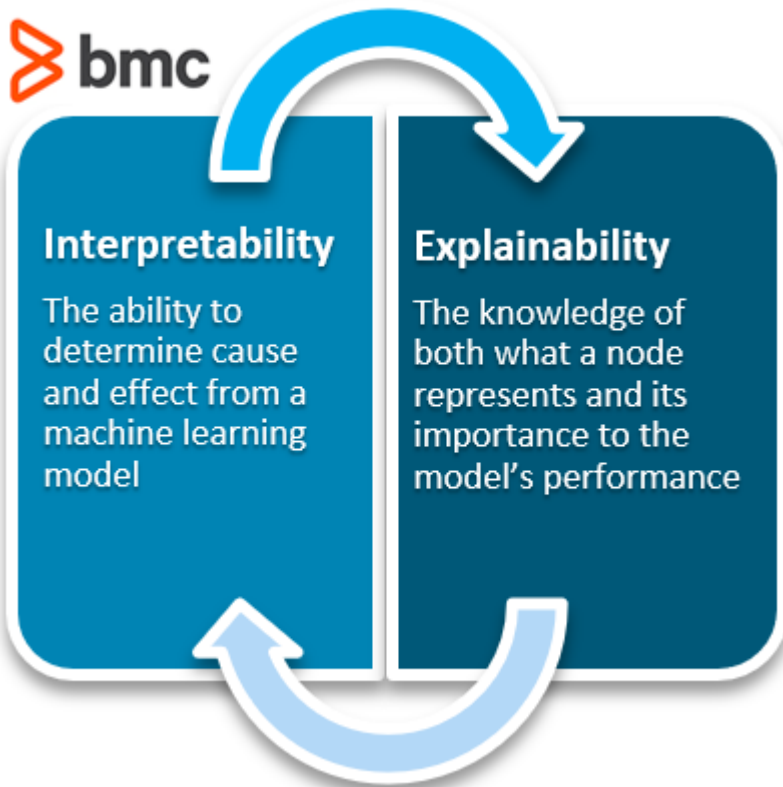 bmc
Interpretability
The ability to
determine cause
and effect from a
machine learning
model
Explainability
The knowledge of
both what a node
represents and its
importance to the
model’s performance